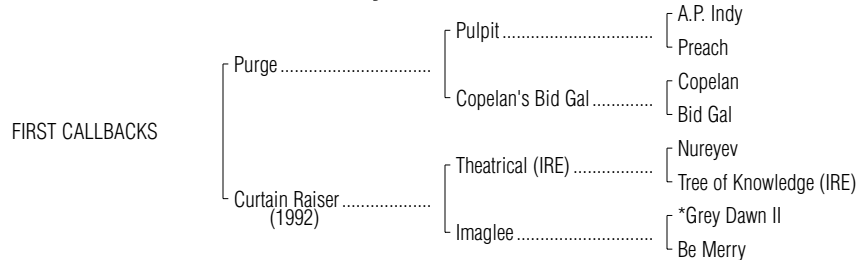 A.P. Indy
Pulpit
Preach
Purge
Copelan
Copelan's Bid Gal
Bid Gal
FIRST CALLBACKS
Nureyev
Theatrical (IRE)
Tree of Knowledge (IRE)
Curtain Raiser
(1992)
*Grey Dawn II
Imaglee
Be Merry